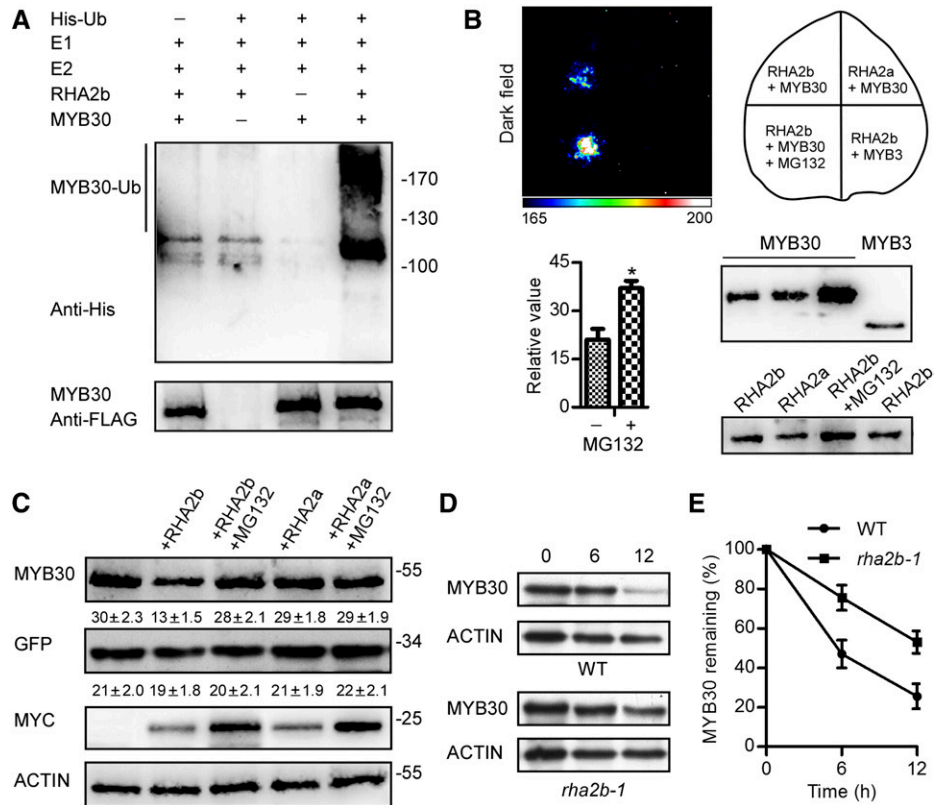 A
His-Ub – + + +
E1 + + + +
E2 + + + +
RHA2b + + – +
MYB30 + – + +
MYB30-Ub
-170
-130
-100
Anti-His
MYB30
Anti-FLAG
B
Dark field
165 200
RHA2b
+ MYB30
RHA2a
+ MYB30
RHA2b
+ MYB30
+ MG132
RHA2b
+ MYB3
Relative value
45
30
15
0
*
– +
MG132
MYB30 MYB3
RHA2b
RHA2a
RHA2b
+MG132
RHA2b
C
+RHA2b
+RHA2b
+MG132
+RHA2a
+RHA2a
+MG132
MYB30 -55
30±2.3 13±1.5 28±2.1 29±1.8 29±1.9
GFP -34
21±2.0 19±1.8 20±2.1 21±1.9 22±2.1
MYC -25
ACTIN -55
D
0 6 12
MYB30
ACTIN
WT
MYB30
ACTIN
rha2b-1
E
WT
rha2b-1
MYB30 remaining (%)
100
80
60
40
20
0
0 6 12
Time (h)